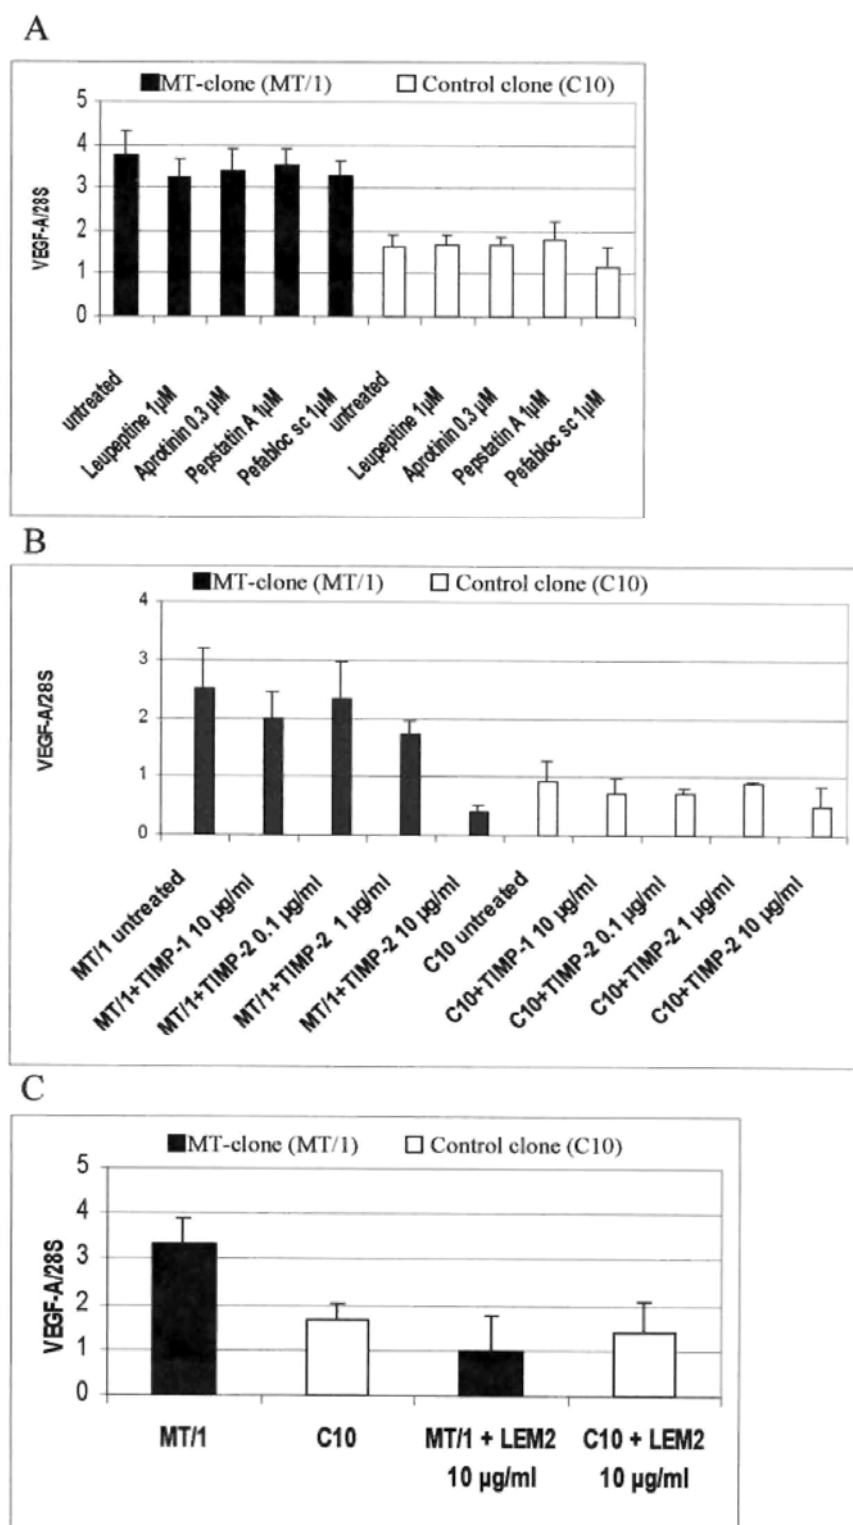 A
MT-clone (MT/1) Control clone (C10)
5
4
3
2
1
0
VEGF-A/28S
untreated
Leupeptine 1µM
Aprotinin 0.3 µM
Pepstatin A 1µM
Pefabloc sc 1µM
untreated
Leupeptine 1µM
Aprotinin 0.3 µM
Pepstatin A 1µM
Pefabloc sc 1µM
B
MT-clone (MT/1) Control clone (C10)
4
3
2
1
0
VEGF-A/28S
MT/1 untreated
MT/1+TIMP-1 10 µg/ml
MT/1+TIMP-2 0.1 µg/ml
MT/1+TIMP-2 1 µg/ml
MT/1+TIMP-2 10 µg/ml
C10 untreated
C10+TIMP-1 10 µg/ml
C10+TIMP-2 0.1 µg/ml
C10+TIMP-2 1 µg/ml
C10+TIMP-2 10 µg/ml
C
MT-clone (MT/1) Control clone (C10)
5
4
3
2
1
0
VEGF-A/28S
MT/1 C10 MT/1 + LEM2 C10 + LEM2
10 µg/ml 10 µg/ml